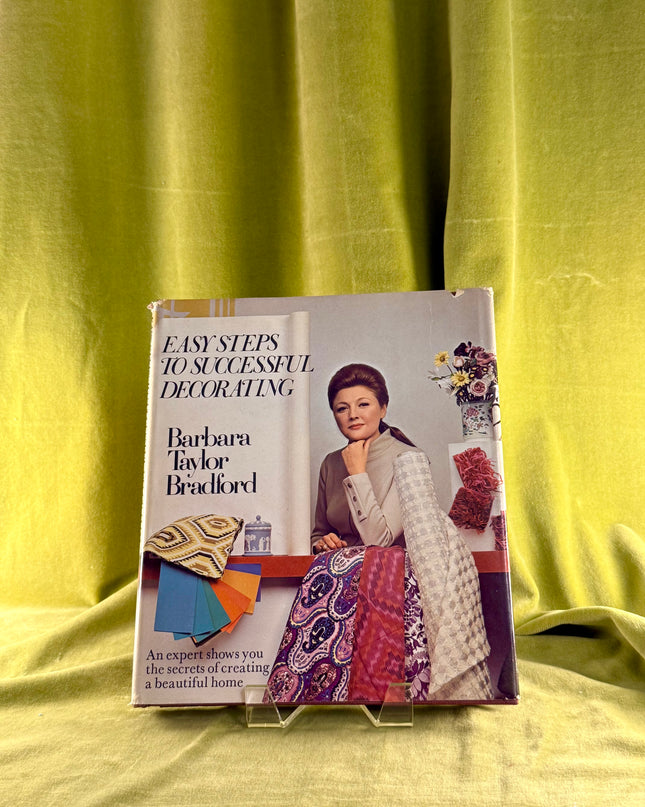 EASY STEPS
TO SUCCESSFUL
DECORATING
Barbara
Taylor
Bradford
An expert shows you
the secrets of creating
a beautiful home